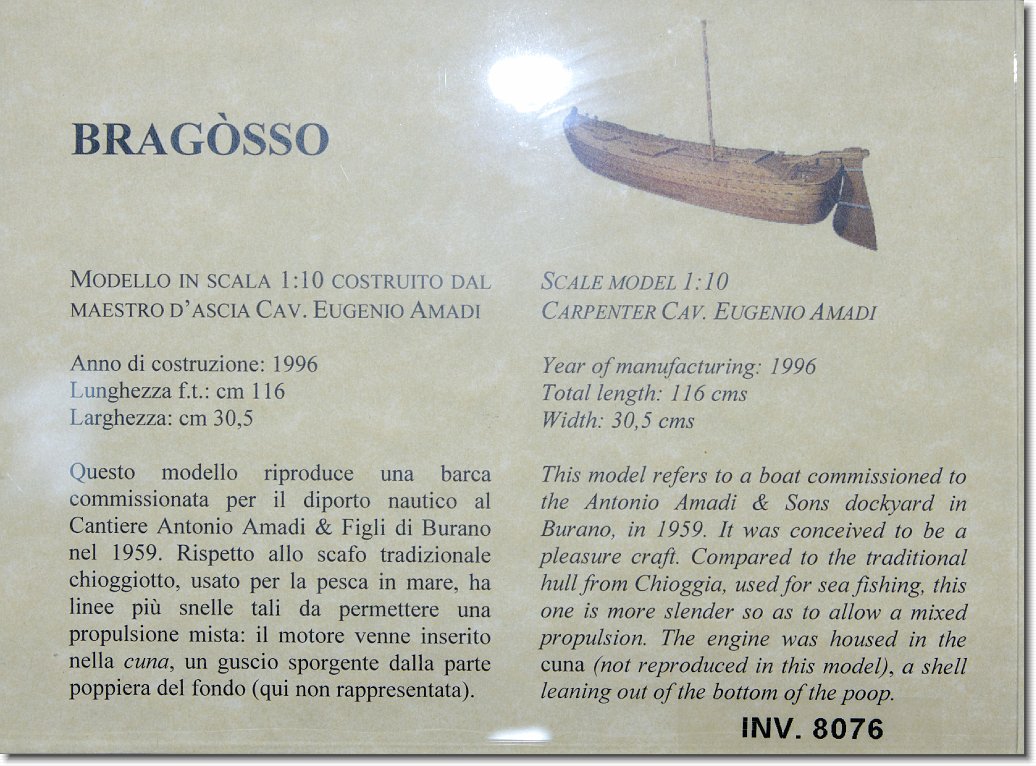 BRAGÒSSO
MODELLO IN SCALA 1:10 COSTRUITO DAL
MAESTRO D'ASCIA CAV. EUGENIO AMADI
Anno di costruzione: 1996
Lunghezza f.t.: cm 116
Larghezza: cm 30,5
Questo modello riproduce una barca
commissionata per il diporto nautico al
Cantiere Antonio Amadi & Figli di Burano
nel 1959. Rispetto allo scafo tradizionale
chioggiotto, usato per la pesca in mare, ha
linee più snelle tali da permettere una
propulsione mista: il motore venne inserito
nella cuna, un guscio sporgente dalla parte
poppiera del fondo (qui non rappresentata).
SCALE MODEL 1:10
CARPENTER CAV. EUGENIO AMADI
Year of manufacturing: 1996
Total length: 116 cms
Width: 30,5 cms
This model refers to a boat commissioned to
the Antonio Amadi & Sons dockyard in
Burano, in 1959. It was conceived to be a
pleasure craft. Compared to the traditional
hull from Chioggia, used for sea fishing, this
one is more slender so as to allow a mixed
propulsion. The engine was housed in the
cuna (not reproduced in this model), a shell
leaning out of the bottom of the poop.
INV. 8076